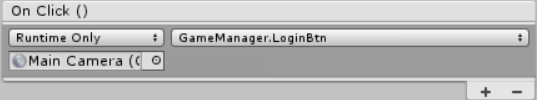 On Click ()
Runtime Only GameManager.LoginBtn
Main Camera (
+ −